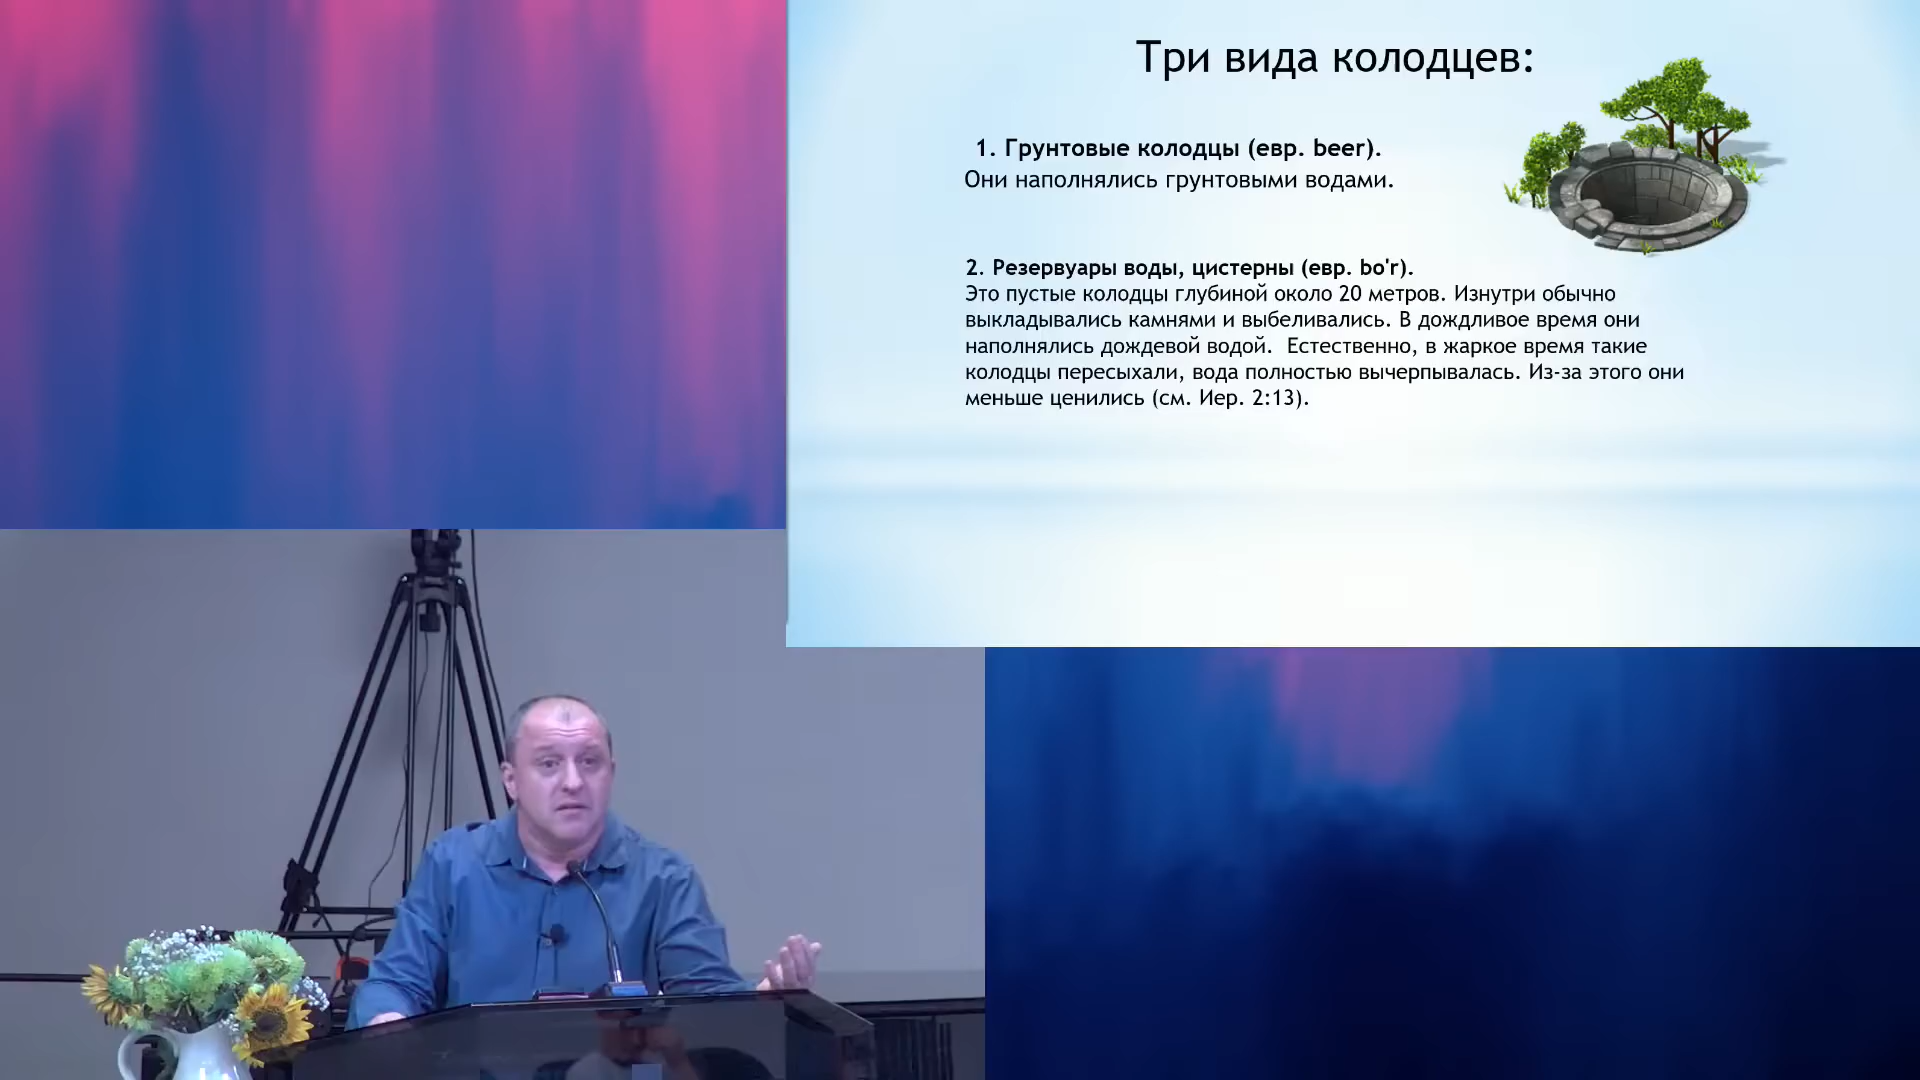 Три вида колодцев:
1. Грунтовые колодцы (евр. beer).
Они наполнялись грунтовыми водами.
2. Резервуары воды, цистерны (евр. bo'r).
Это пустые колодцы глубиной около 20 метров. Изнутри обычно
выкладывались камнями и выбеливались. В дождливое время они
наполнялись дождевой водой.  Естественно, в жаркое время такие
колодцы пересыхали, вода полностью вычерпывалась. Из-за этого они
меньше ценились (см. Иер. 2:13).